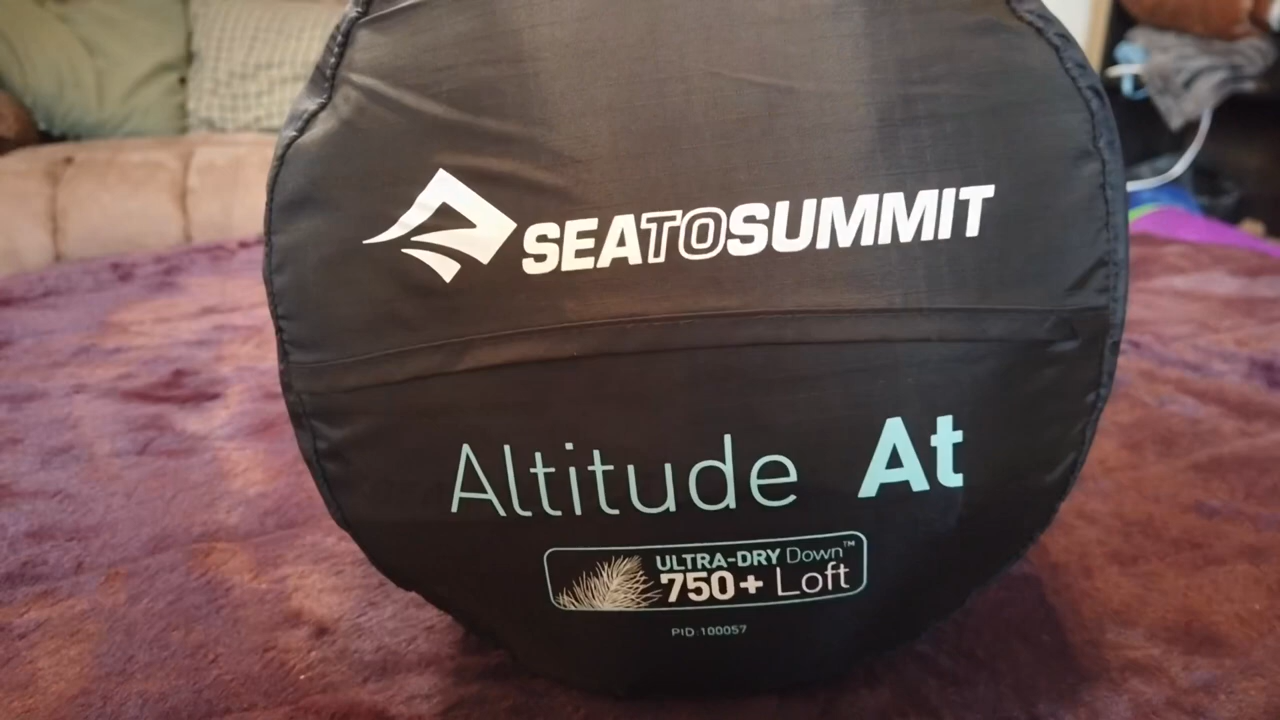 SEATOSUMMIT
Altitude At
ULTRA-DRY Down™
750+ Loft
PID:100057